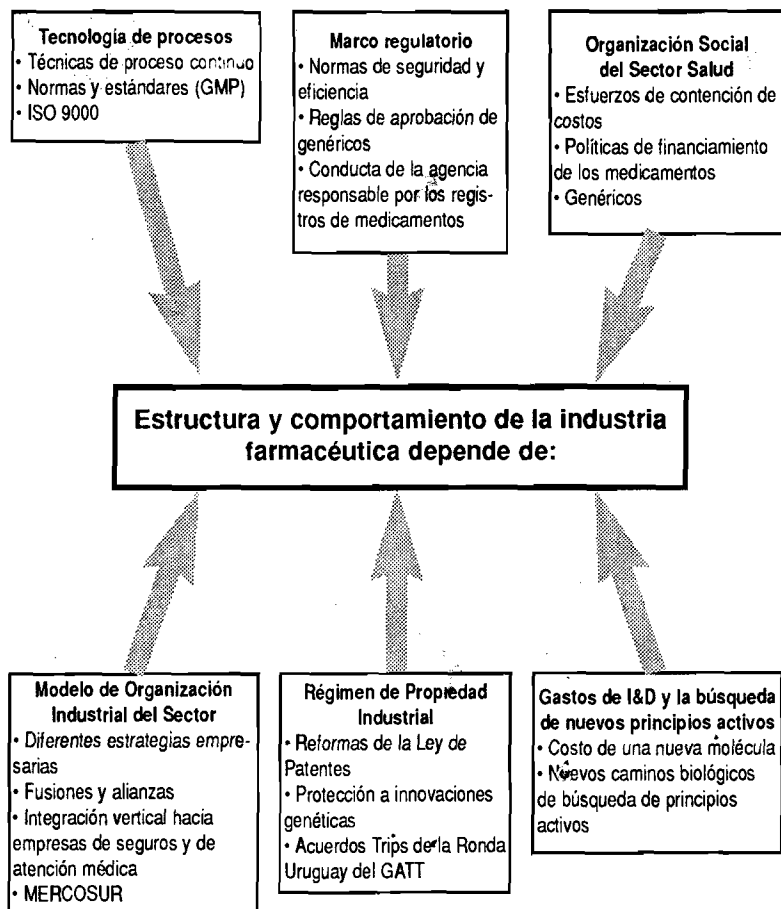 Tecnología de procesos
• Técnicas de proceso continuo
• Normas y estándares (GMP)
• ISO 9000
Marco regulatorio
• Normas de seguridad y
eficiencia
• Reglas de aprobación de
genéricos
• Conducta de la agencia
responsable por los regis-
tros de medicamentos
Organización Social
del Sector Salud
• Esfuerzos de contención de
costos
• Políticas de financiamiento
de los medicamentos
• Genéricos
Estructura y comportamiento de la industria
farmacéutica depende de:
Modelo de Organización
Industrial del Sector
• Diferentes estrategias empre-
sarias
• Fusiones y alianzas
• Integración vertical hacia
empresas de seguros y de
atención médica
• MERCOSUR
Régimen de Propiedad
Industrial
• Reformas de la Ley de
Patentes
• Protección a innovaciones
genéticas
• Acuerdos Trips de la Ronda
Uruguay del GATT
Gastos de I&D y la búsqueda
de nuevos principios activos
• Costo de una nueva molécula
• Nuevos caminos biológicos
de búsqueda de principios
activos